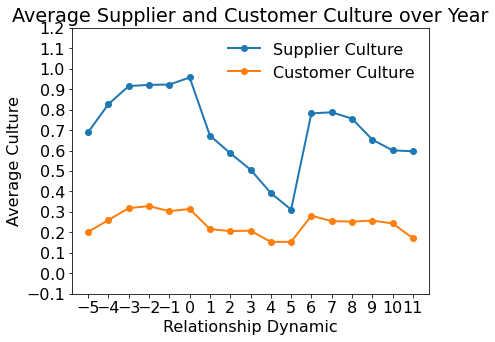 Average Supplier and Customer Culture over Year
1.2
1.1
1.0
0.9
0.8
0.7
0.6
0.5
0.4
0.3
0.2
0.1
0.0
−0.1
Average Culture
Supplier Culture
Customer Culture
−5 −4 −3 −2 −1 0 1 2 3 4 5 6 7 8 9 10 11
Relationship Dynamic